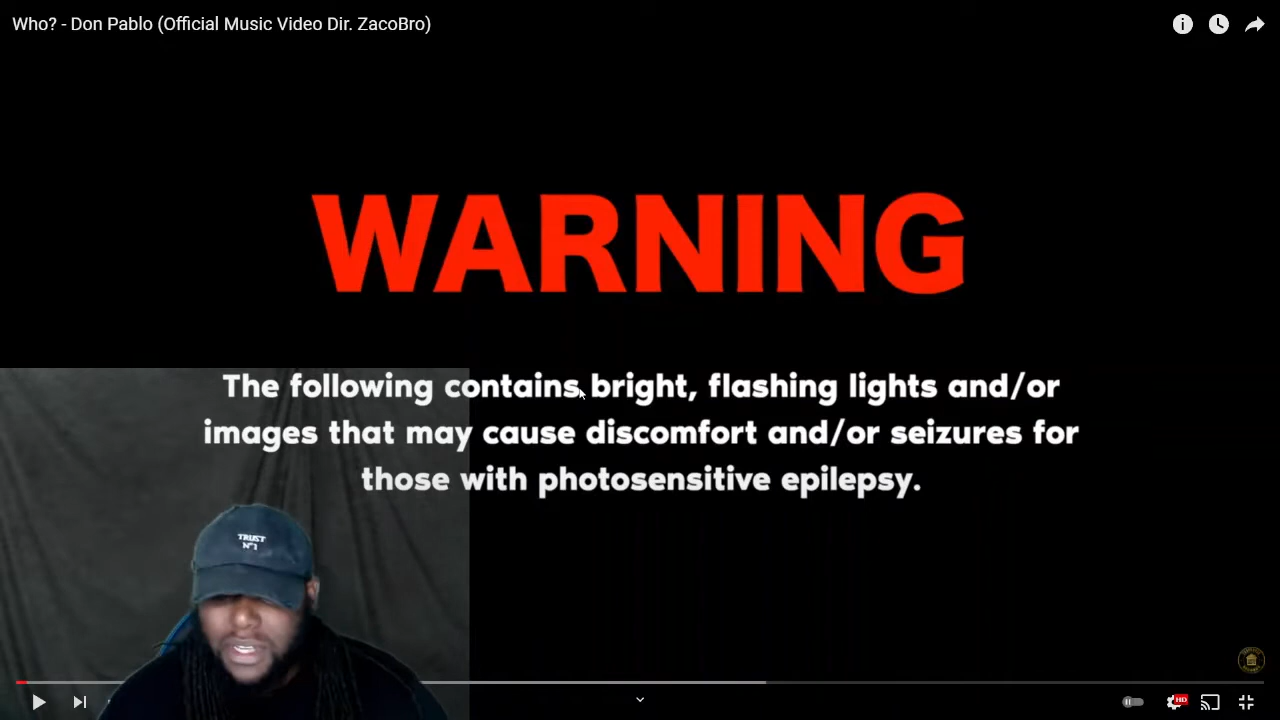 Who? - Don Pablo (Official Music Video Dir. ZacoBro)
WARNING
The following contains bright, flashing lights and/or
images that may cause discomfort and/or seizures for
those with photosensitive epilepsy.
TRUST
N°1
HD